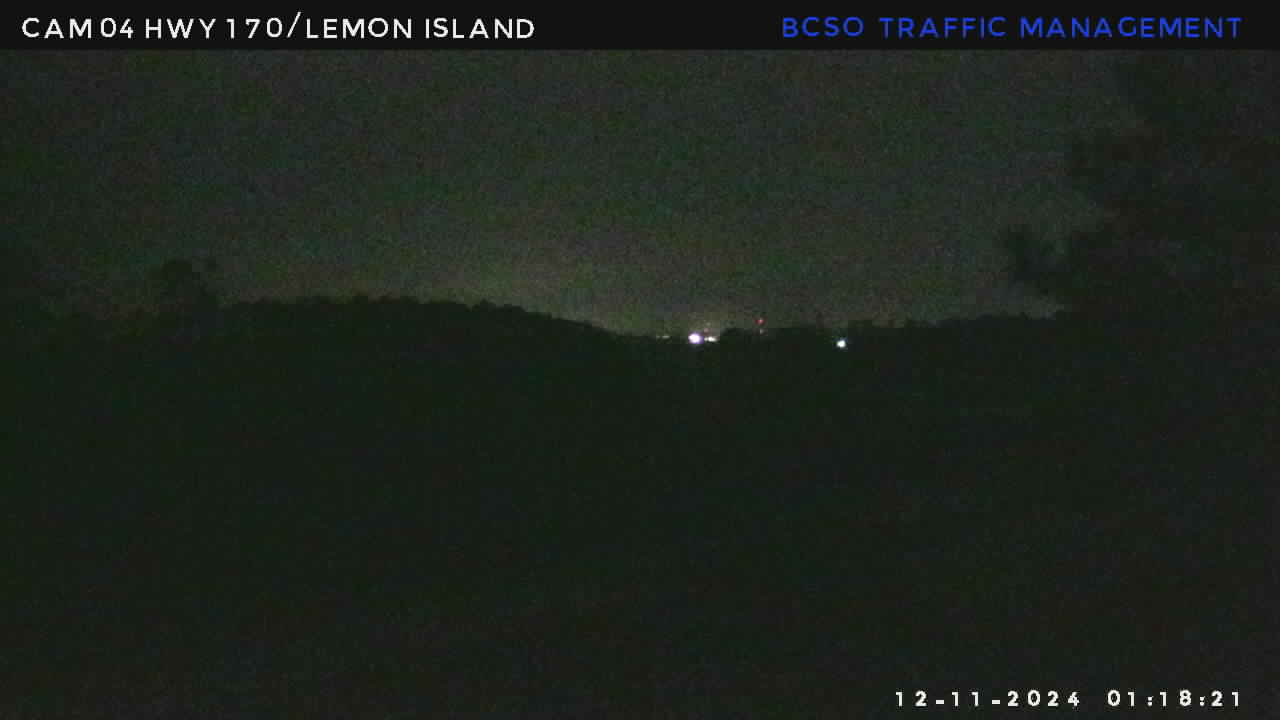 CAM04 HWY 170/LEMON ISLAND
BCSO TRAFFIC MANAGEMENT
12-11-2024 01:18:21